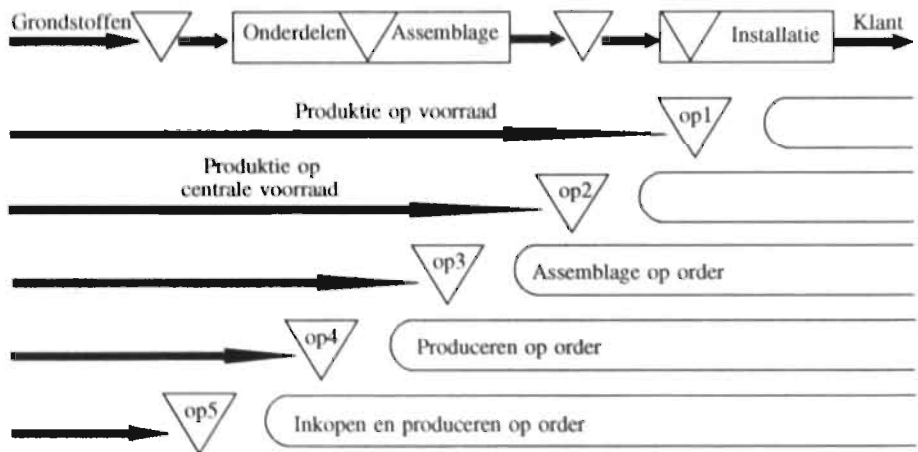 Grondstoffen Onderdelen Assemblage Installatie Klant
Produktie op voorraad op1
Produktie op
centrale voorraad
op2
op3 Assemblage op order
op4 Produceren op order
op5 Inkopen en produceren op order